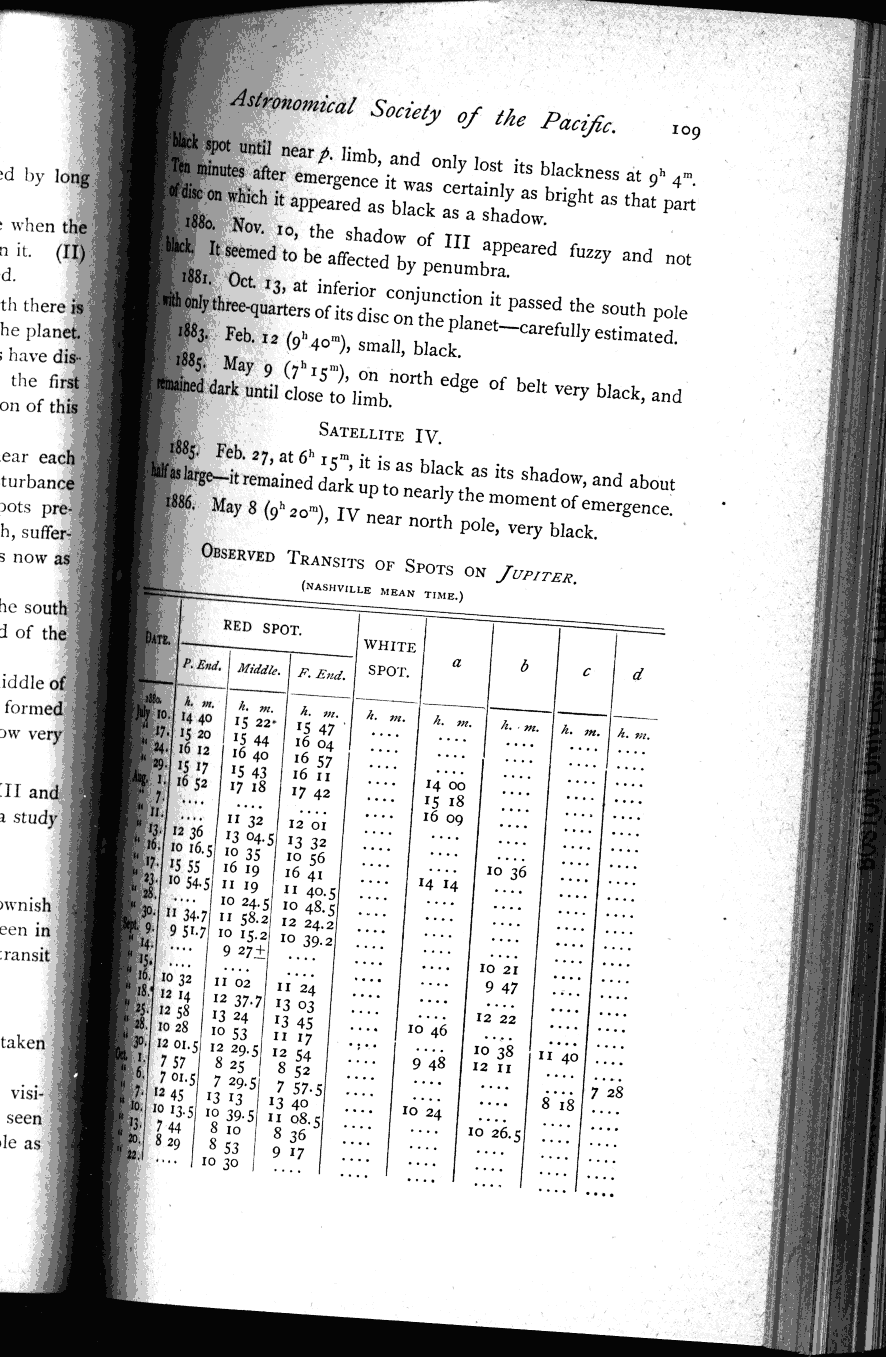 ed by long
when the
n it. (II)
d.
th there is
he planet.
s have dis-
the first
on of this
ear each
turbance
pots pre-
h, suffer-
s now as
he south
d of the
iddle of
formed
ow very
III and
a study
ownish
een in
transit
taken
visi-
seen
le as
Astronomical Society of the Pacific. 109
black spot until near p. limb, and only lost its blackness at 9h 4m.
Ten minutes after emergence it was certainly as bright as that part
of disc on which it appeared as black as a shadow.
1880. Nov. 10, the shadow of III appeared fuzzy and not
black. It seemed to be affected by penumbra.
1881. Oct. 13, at inferior conjunction it passed the south pole
with only three-quarters of its disc on the planet—carefully estimated.
1883. Feb. 12 (9h 40m), small, black.
1885. May 9 (7h 15m), on north edge of belt very black, and
remained dark until close to limb.
SATELLITE IV.
1885. Feb. 27, at 6h 15m, it is as black as its shadow, and about
half as large—it remained dark up to nearly the moment of emergence.
1886. May 8 (9h 20m), IV near north pole, very black.
OBSERVED TRANSITS OF SPOTS ON JUPITER.
(NASHVILLE MEAN TIME.)
DATE. RED SPOT. WHITE SPOT. a b c d
P. End. Middle. F. End.
1880. h. m. h. m. h. m. h. m. h. m. h. m. h. m. h. m.
July 10. 14 40 15 22 15 47 .... .... .... .... ....
" 17. 15 20 15 44 16 04 .... .... .... .... ....
" 24. 16 12 16 40 16 57 .... .... .... .... ....
" 29. 15 17 15 43 16 11 .... 14 00 .... .... ....
Aug. 1. 16 52 17 18 17 42 .... 15 18 .... .... ....
" 7. .... .... .... .... 16 09 .... .... ....
" 11. .... 11 32 12 01 .... .... .... .... ....
" 13. 12 36 13 04.5 13 32 .... .... .... .... ....
" 16. 10 16.5 10 35 10 56 .... .... 10 36 .... ....
" 17. 15 55 16 19 16 41 .... 14 14 .... .... ....
" 23. 10 54.5 11 19 11 40.5 .... .... .... .... ....
" 28. .... 10 24.5 10 48.5 .... .... .... .... ....
" 30. 11 34.7 11 58.2 12 24.2 .... .... .... .... ....
Sept. 9. 9 51.7 10 15.2 10 39.2 .... .... .... .... ....
" 14. .... 9 27± .... .... .... 10 21 .... ....
" 15. .... .... .... .... .... 9 47 .... ....
" 16. 10 32 11 02 11 24 .... .... .... .... ....
" 18. 12 14 12 37.7 13 03 .... .... 12 22 .... ....
" 25. 12 58 13 24 13 45 .... 10 46 .... .... ....
" 28. 10 28 10 53 11 17 .... .... 10 38 11 40 ....
" 30. 12 01.5 12 29.5 12 54 .... 9 48 12 11 .... ....
Oct. 1. 7 57 8 25 8 52 .... .... .... .... 7 28
" 6. 7 01.5 7 29.5 7 57.5 .... .... .... 8 18 ....
" 7. 12 45 13 13 13 40 .... 10 24 .... .... ....
" 10. 10 13.5 10 39.5 11 08.5 .... .... 10 26.5 .... ....
" 13. 7 44 8 10 8 36 .... .... .... .... ....
" 20. 8 29 8 53 9 17 .... .... .... .... ....
" 22. .... 10 30 .... .... .... .... .... ....
BOSTON UNIVERSITY